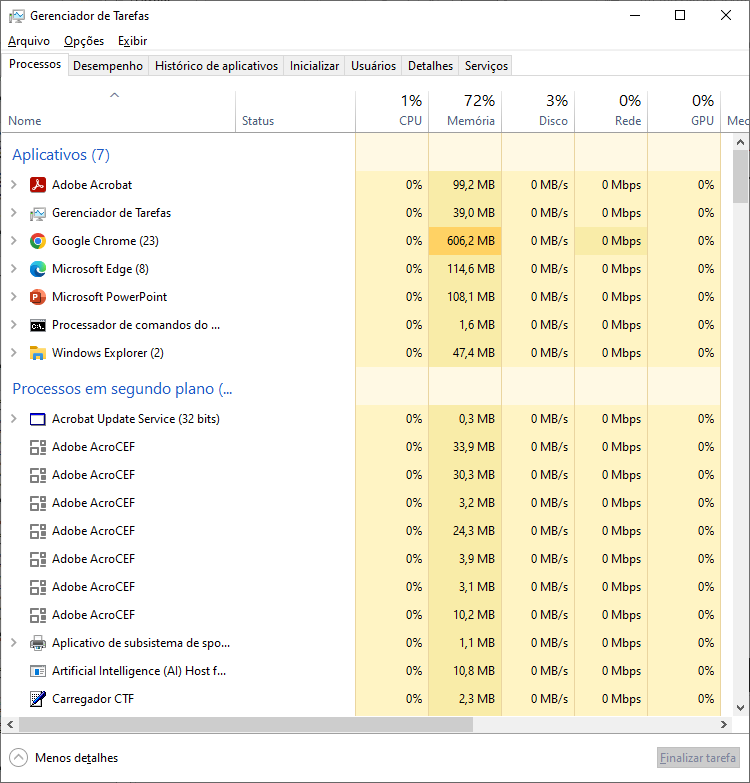 Gerenciador de Tarefas
Arquivo Opções Exibir
Processos Desempenho Histórico de aplicativos Inicializar Usuários Detalhes Serviços
1% 72% 3% 0% 0%
Nome Status CPU Memória Disco Rede GPU Mec
Aplicativos (7)
Adobe Acrobat 0% 99,2 MB 0 MB/s 0 Mbps 0%
Gerenciador de Tarefas 0% 39,0 MB 0 MB/s 0 Mbps 0%
Google Chrome (23) 0% 606,2 MB 0 MB/s 0 Mbps 0%
Microsoft Edge (8) 0% 114,6 MB 0 MB/s 0 Mbps 0%
Microsoft PowerPoint 0% 108,1 MB 0 MB/s 0 Mbps 0%
Processador de comandos do ... 0% 1,6 MB 0 MB/s 0 Mbps 0%
Windows Explorer (2) 0% 47,4 MB 0 MB/s 0 Mbps 0%
Processos em segundo plano (...
Acrobat Update Service (32 bits) 0% 0,3 MB 0 MB/s 0 Mbps 0%
Adobe AcroCEF 0% 33,9 MB 0 MB/s 0 Mbps 0%
Adobe AcroCEF 0% 30,3 MB 0 MB/s 0 Mbps 0%
Adobe AcroCEF 0% 3,2 MB 0 MB/s 0 Mbps 0%
Adobe AcroCEF 0% 24,3 MB 0 MB/s 0 Mbps 0%
Adobe AcroCEF 0% 3,9 MB 0 MB/s 0 Mbps 0%
Adobe AcroCEF 0% 3,1 MB 0 MB/s 0 Mbps 0%
Adobe AcroCEF 0% 10,2 MB 0 MB/s 0 Mbps 0%
Aplicativo de subsistema de spo... 0% 1,1 MB 0 MB/s 0 Mbps 0%
Artificial Intelligence (AI) Host f... 0% 10,8 MB 0 MB/s 0 Mbps 0%
Carregador CTF 0% 2,3 MB 0 MB/s 0 Mbps 0%
Menos detalhes Finalizar tarefa